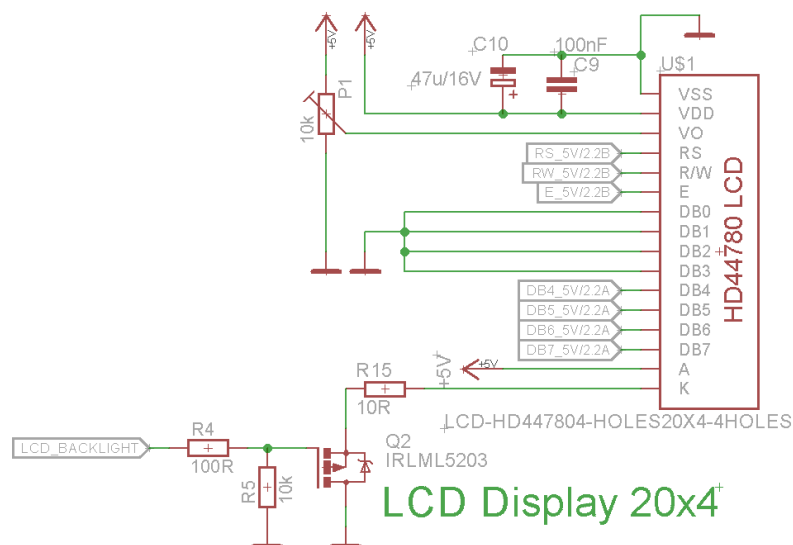 +5V
+5V
C10
100nF
47u/16V
C9
+
U$1
P1
10k
VSS
VDD
VO
RS_5V/2.2B
RS
RW_5V/2.2B
R/W
E_5V/2.2B
E
DB0
DB1
DB2
DB3
DB4_5V/2.2A
DB4
DB5_5V/2.2A
DB5
DB6_5V/2.2A
DB6
DB7_5V/2.2A
DB7
HD44780 LCD
+5V
+5V
A
R15
10R
K
LCD-HD447804-HOLES20X4-4HOLES
LCD_BACKLIGHT
R4
100R
R5
10k
Q2
IRLML5203
LCD Display 20x4